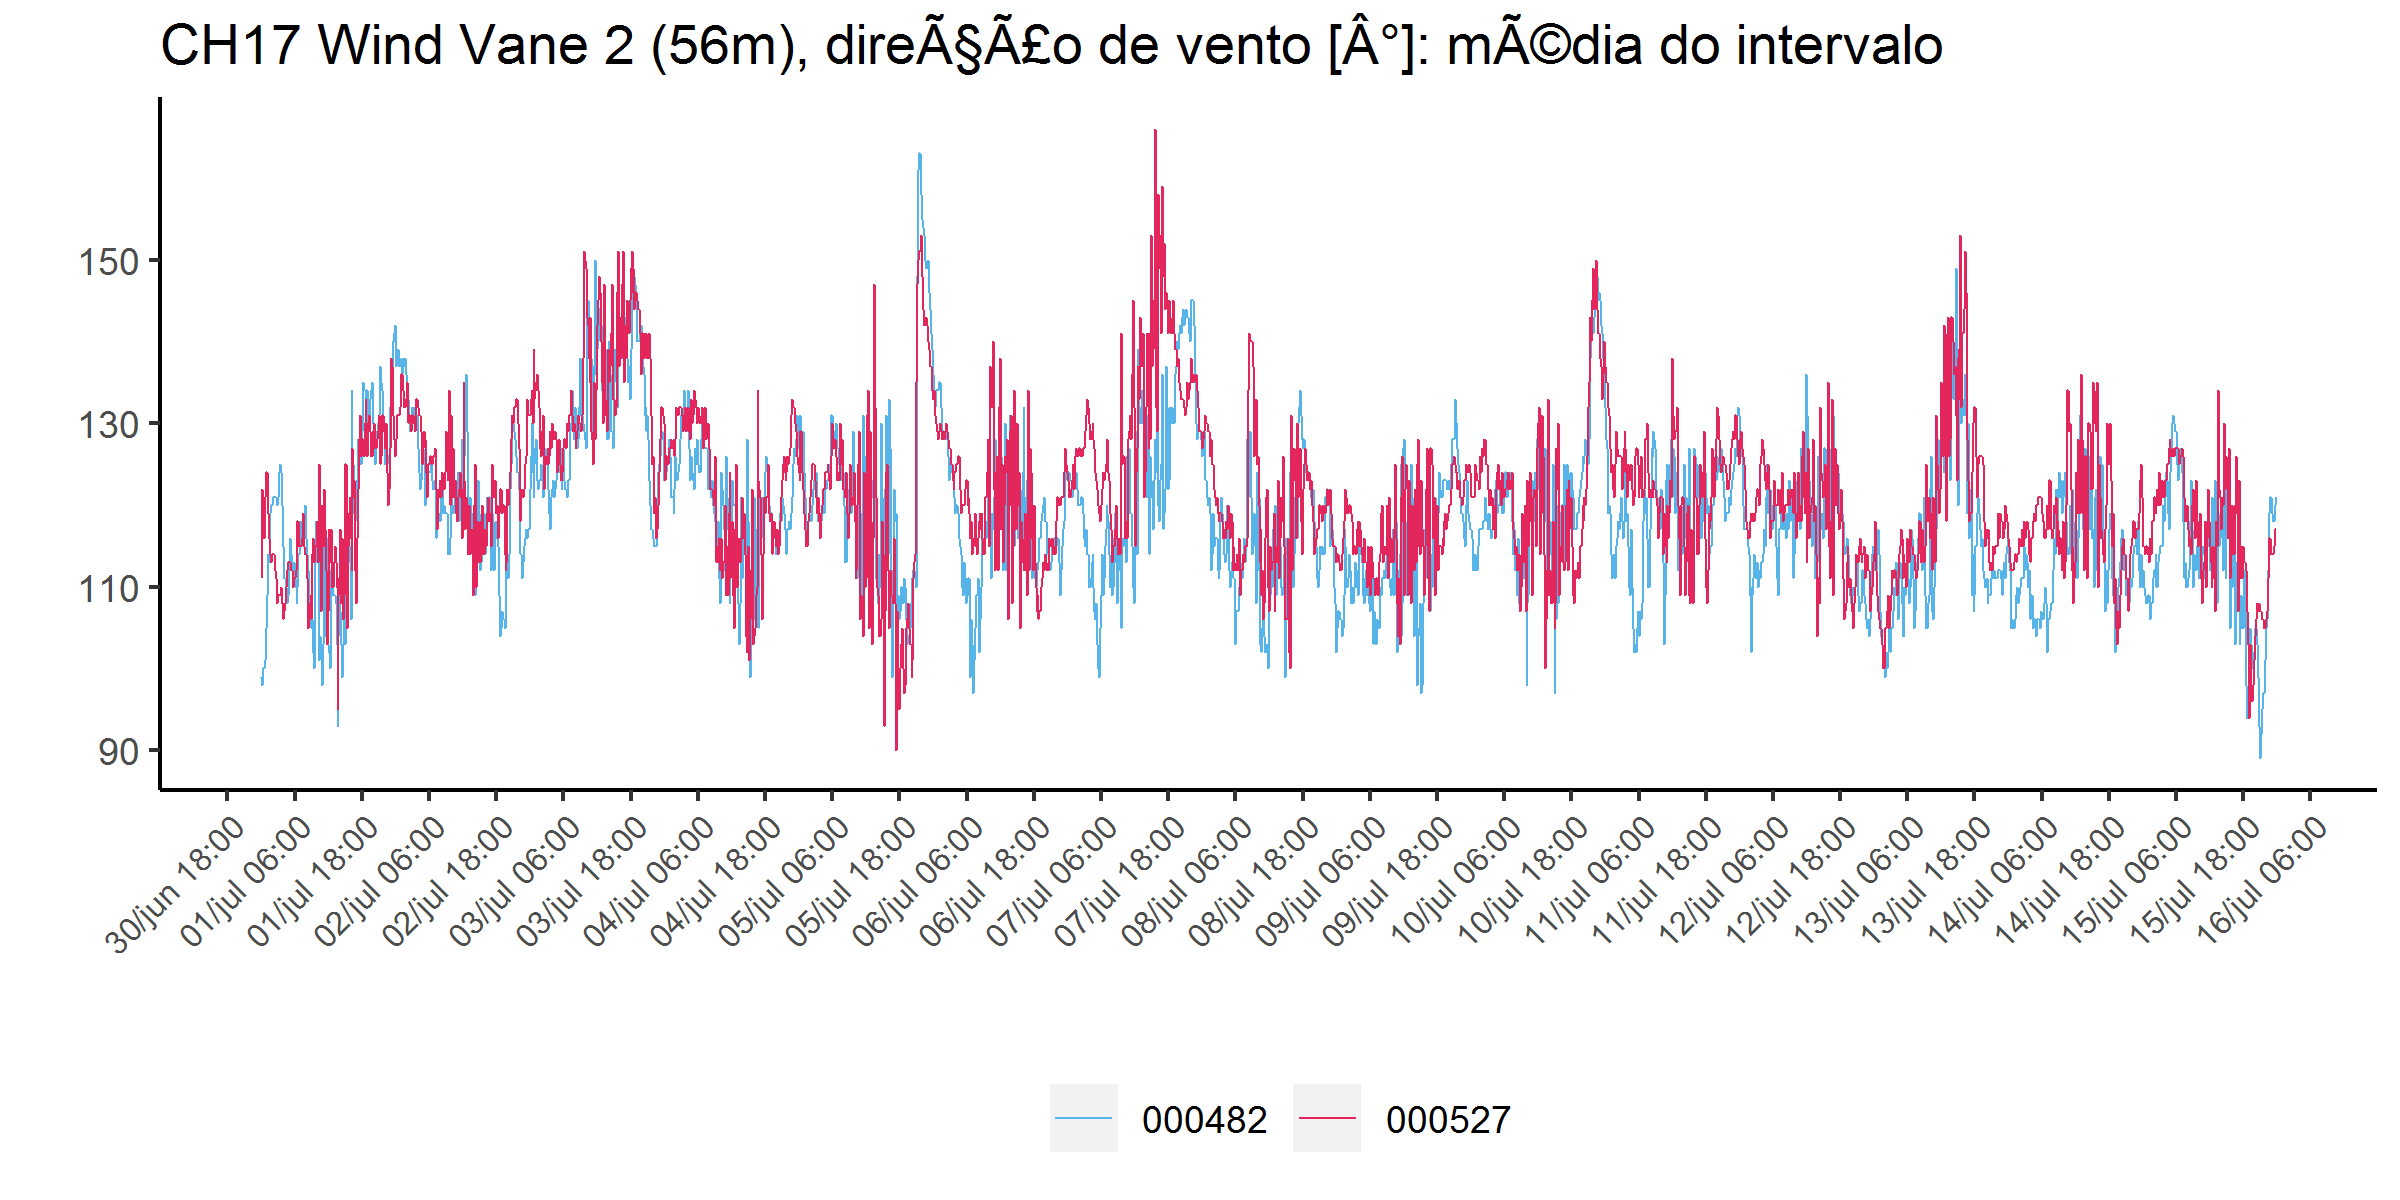 CH17 Wind Vane 2 (56m), direÃ§Ã£o de vento [Â°]: mÃ©dia do intervalo
150
130
110
90
30/jun 18:00
01/jul 06:00
01/jul 18:00
02/jul 06:00
02/jul 18:00
03/jul 06:00
03/jul 18:00
04/jul 06:00
04/jul 18:00
05/jul 06:00
05/jul 18:00
06/jul 06:00
06/jul 18:00
07/jul 06:00
07/jul 18:00
08/jul 06:00
08/jul 18:00
09/jul 06:00
09/jul 18:00
10/jul 06:00
10/jul 18:00
11/jul 06:00
11/jul 18:00
12/jul 06:00
12/jul 18:00
13/jul 06:00
13/jul 18:00
14/jul 06:00
14/jul 18:00
15/jul 06:00
15/jul 18:00
16/jul 06:00
000482
000527